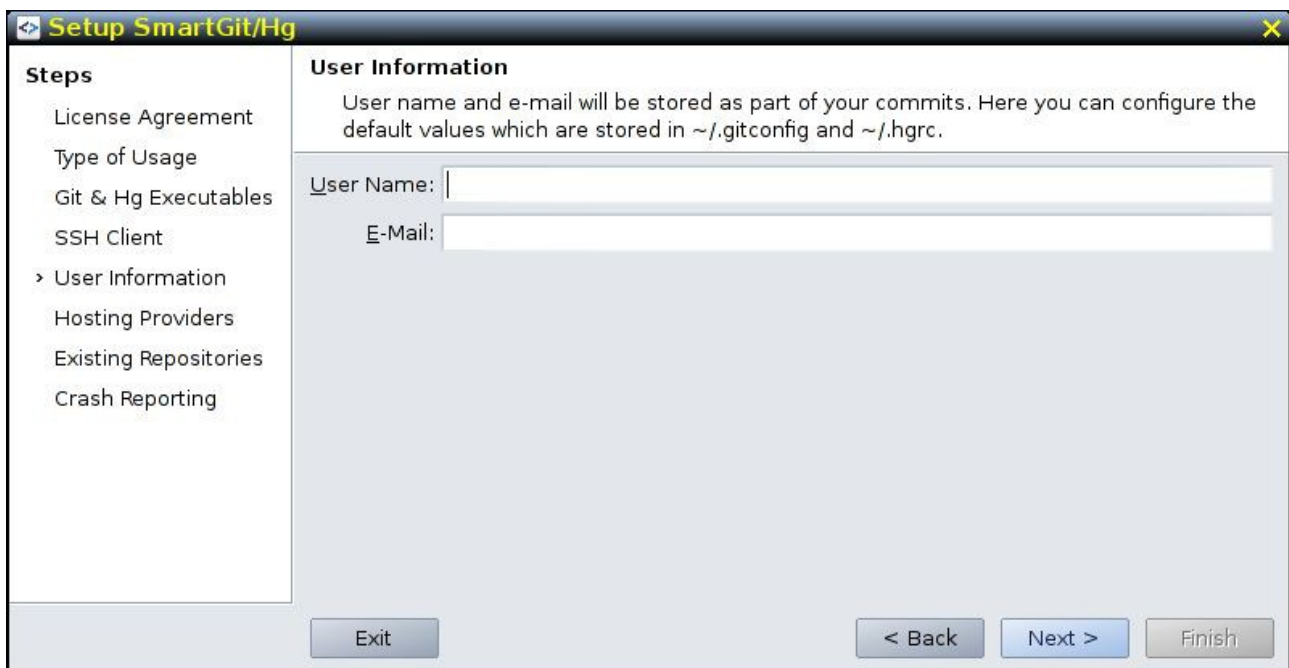 Setup SmartGit/Hg
Steps
License Agreement
Type of Usage
Git & Hg Executables
SSH Client
› User Information
Hosting Providers
Existing Repositories
Crash Reporting
User Information
User name and e-mail will be stored as part of your commits. Here you can configure the
default values which are stored in ~/.gitconfig and ~/.hgrc.
User Name:
E-Mail:
Exit
< Back
Next >
Finish